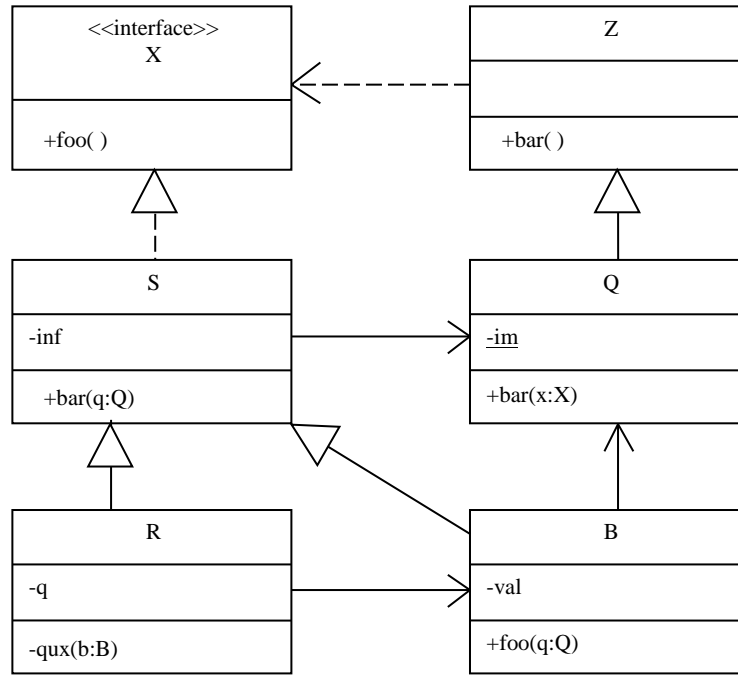 <<interface>>
X
+foo( )
Z
+bar( )
S
-inf
+bar(q:Q)
Q
-im
+bar(x:X)
R
-q
-qux(b:B)
B
-val
+foo(q:Q)